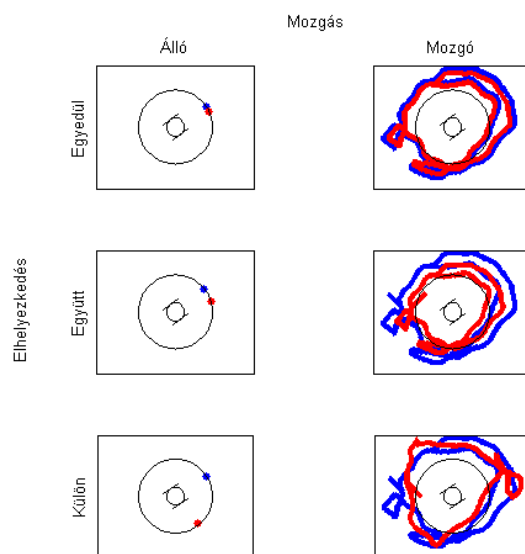 Mozgás
Álló
Mozgó
Egyedül
Együtt
Külön
Elhelyezkedés